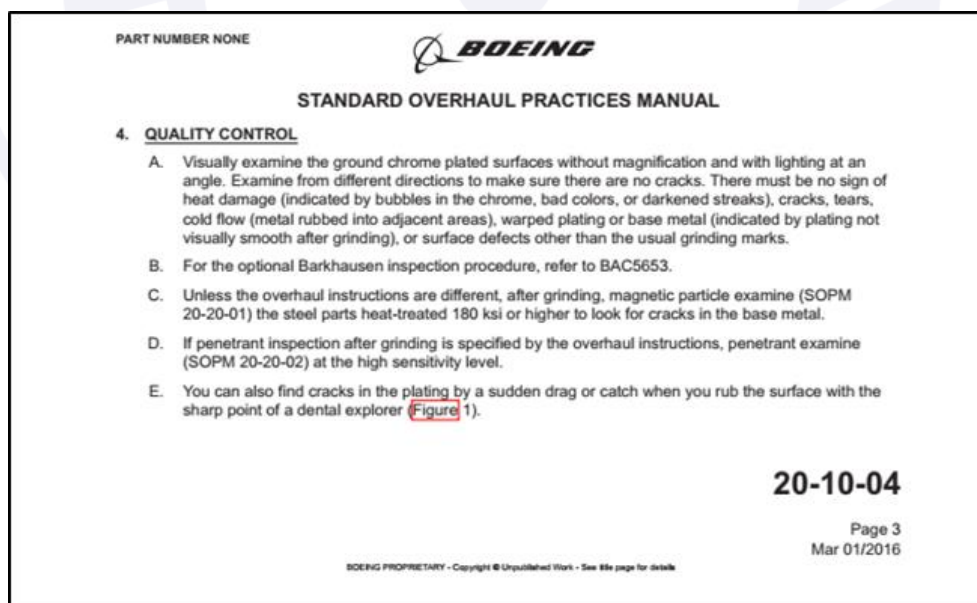 PART NUMBER NONE
BOEING
STANDARD OVERHAUL PRACTICES MANUAL
4. QUALITY CONTROL
A. Visually examine the ground chrome plated surfaces without magnification and with lighting at an
angle. Examine from different directions to make sure there are no cracks. There must be no sign of
heat damage (indicated by bubbles in the chrome, bad colors, or darkened streaks), cracks, tears,
cold flow (metal rubbed into adjacent areas), warped plating or base metal (indicated by plating not
visually smooth after grinding), or surface defects other than the usual grinding marks.
B. For the optional Barkhausen inspection procedure, refer to BAC5653.
C. Unless the overhaul instructions are different, after grinding, magnetic particle examine (SOPM
20-20-01) the steel parts heat-treated 180 ksi or higher to look for cracks in the base metal.
D. If penetrant inspection after grinding is specified by the overhaul instructions, penetrant examine
(SOPM 20-20-02) at the high sensitivity level.
E. You can also find cracks in the plating by a sudden drag or catch when you rub the surface with the
sharp point of a dental explorer (Figure 1).
20-10-04
Page 3
Mar 01/2016
BOEING PROPRIETARY - Copyright © Unpublished Work - See title page for details